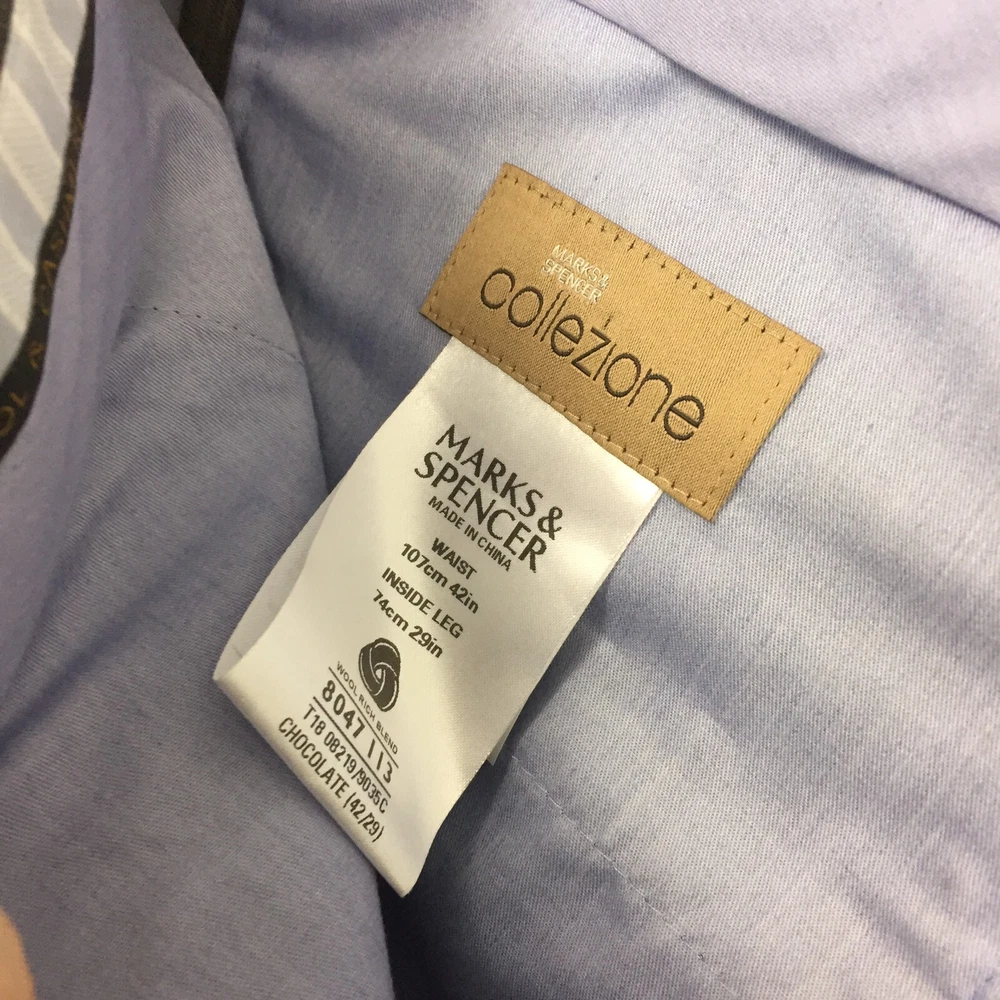 MARKS&
SPENCER
collezione
MARKS &
SPENCER
MADE IN CHINA
WAIST
107cm 42in
INSIDE LEG
74cm 29in
WOOL RICH BLEND
8047 113
T18 08219/9035C
CHOCOLATE (42/29)